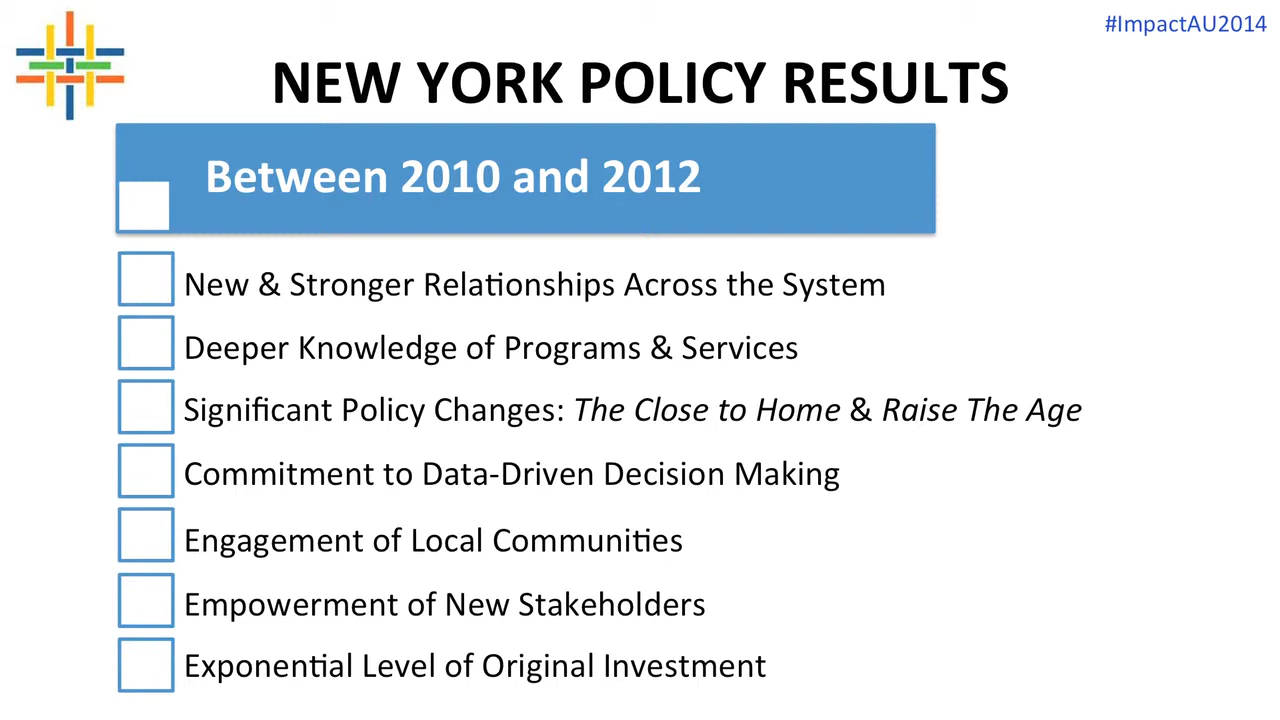 #ImpactAU2014
NEW YORK POLICY RESULTS
Between 2010 and 2012
New & Stronger Relationships Across the System
Deeper Knowledge of Programs & Services
Significant Policy Changes: The Close to Home & Raise The Age
Commitment to Data-Driven Decision Making
Engagement of Local Communities
Empowerment of New Stakeholders
Exponential Level of Original Investment